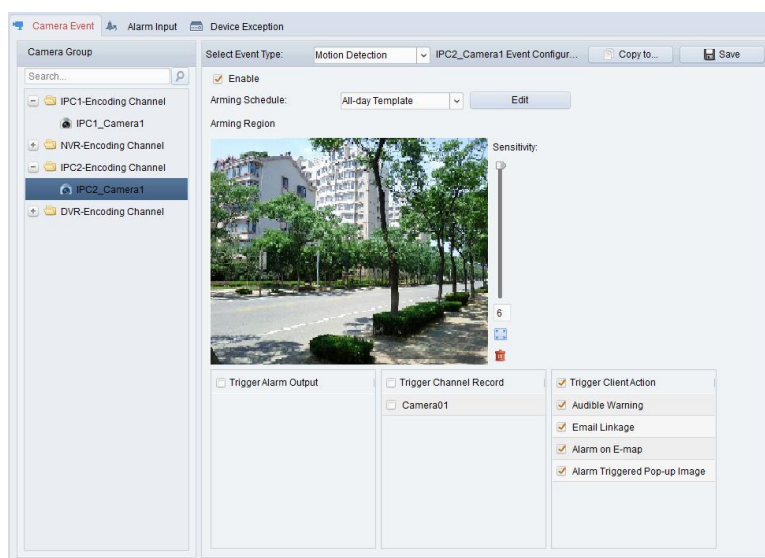 Camera Event Alarm Input Device Exception
Camera Group
Search...
IPC1-Encoding Channel
IPC1_Camera1
NVR-Encoding Channel
IPC2-Encoding Channel
IPC2_Camera1
DVR-Encoding Channel
Select Event Type: Motion Detection IPC2_Camera1 Event Configur... Copy to... Save
Enable
Arming Schedule: All-day Template Edit
Arming Region
Sensitivity:
6
Trigger Alarm Output
Trigger Channel Record
Camera01
Trigger Client Action
Audible Warning
Email Linkage
Alarm on E-map
Alarm Triggered Pop-up Image